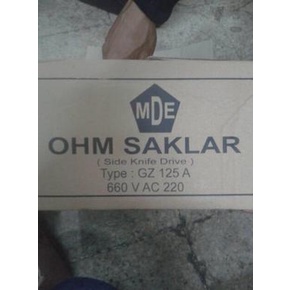 MDE
OHM SAKLAR
( Side Knife Drive )
Type : GZ 125 A
660 V AC 220